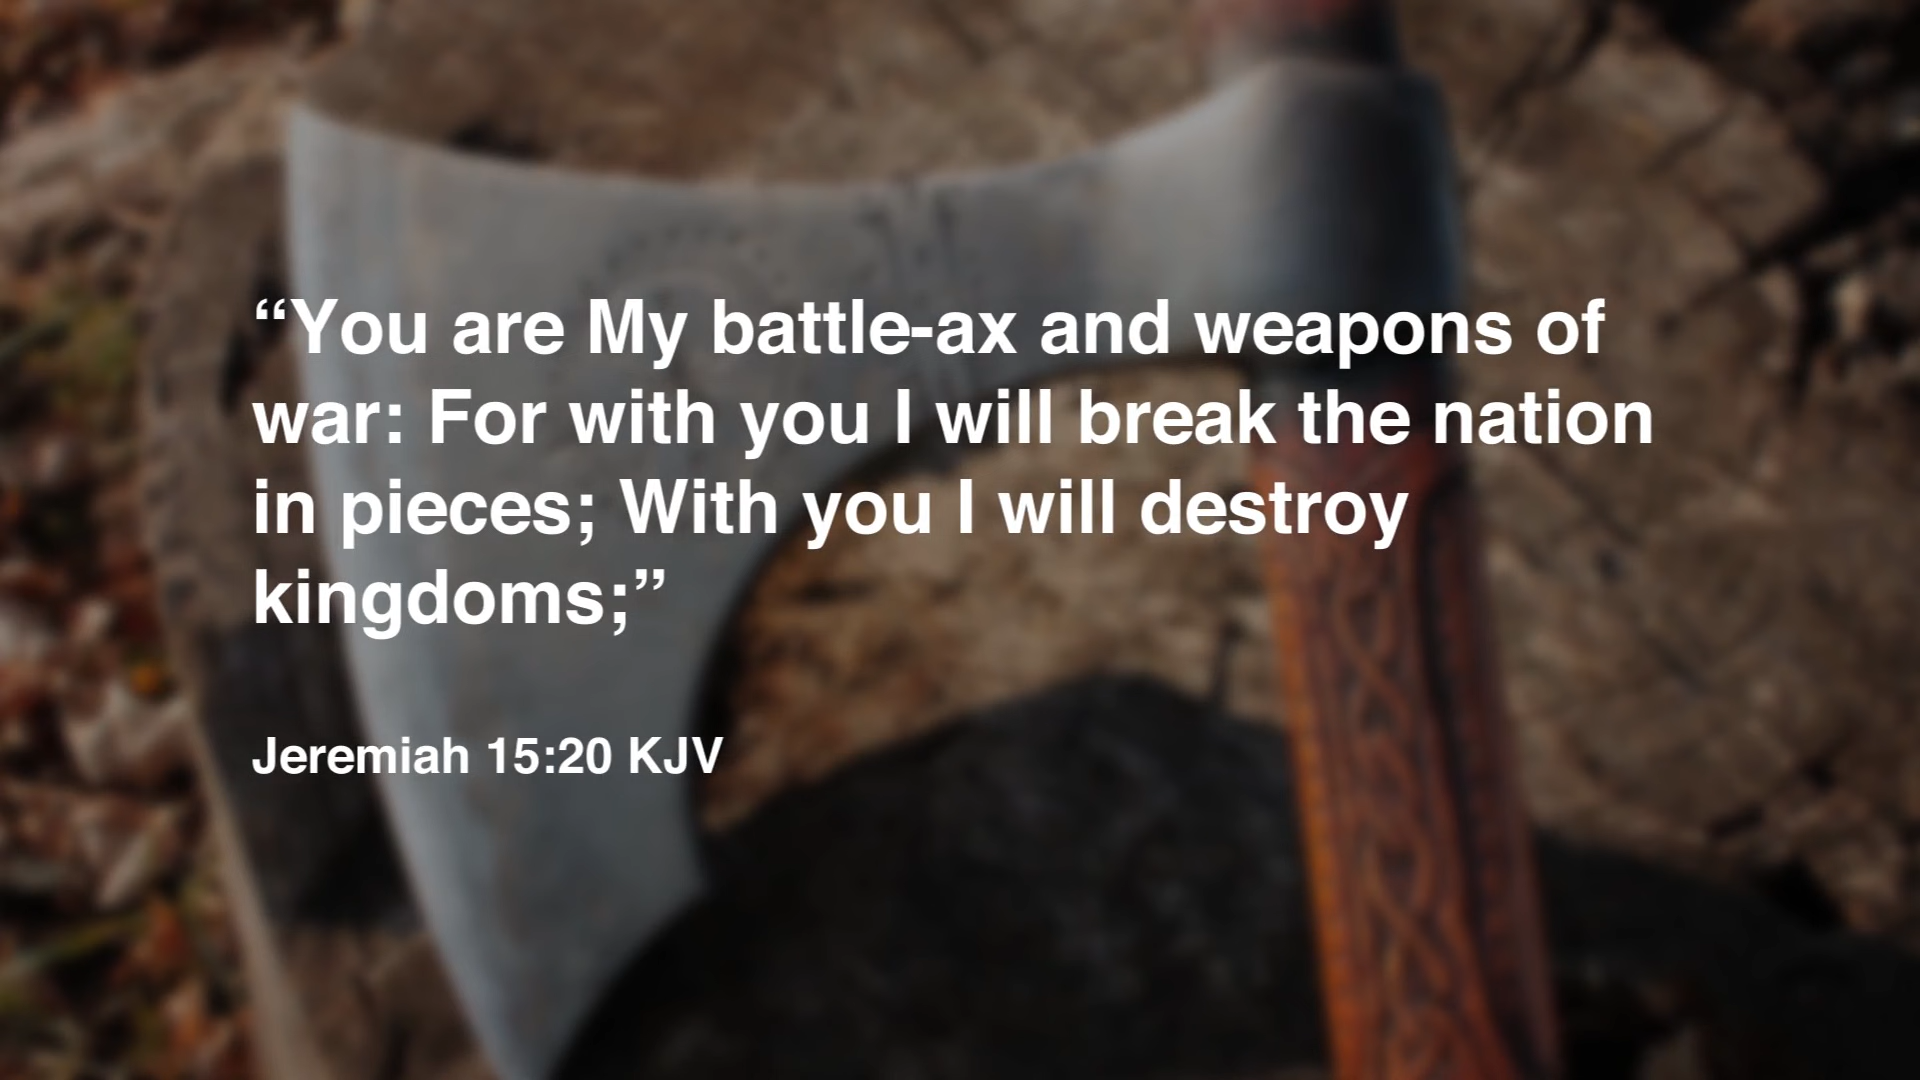 “You are My battle-ax and weapons of
war: For with you I will break the nation
in pieces; With you I will destroy
kingdoms;”
Jeremiah 15:20 KJV